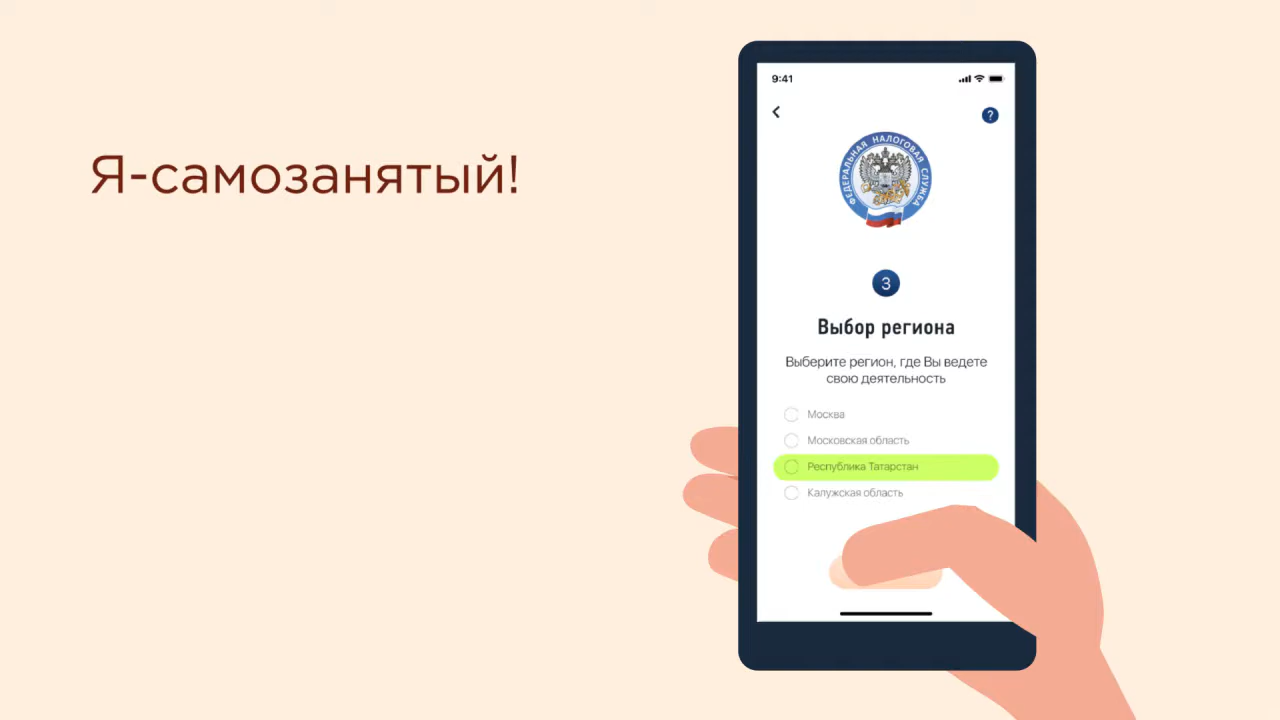 Я-самозанятый!
9:41
?
ФЕДЕРАЛЬНАЯ НАЛОГОВАЯ СЛУЖБА
3
Выбор региона
Выберите регион, где Вы ведете
свою деятельность
Москва
Московская область
Республика Татарстан
Калужская область